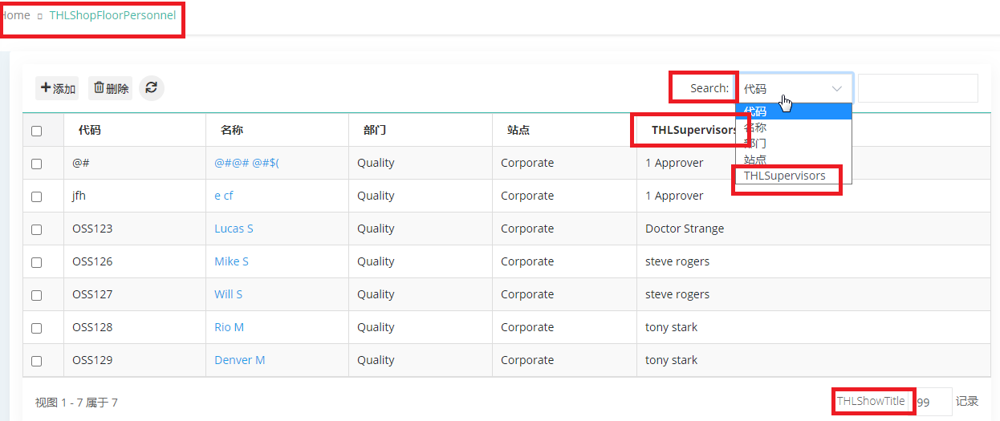 Home THLShopFloorPersonnel
添加 删除 Search: 代码
代码
名称
部门
站点
THLSupervisors
代码 名称 部门 站点 THLSupervisors
@# @#@# @#$( Quality Corporate 1 Approver
jfh e cf Quality Corporate 1 Approver
OSS123 Lucas S Quality Corporate Doctor Strange
OSS126 Mike S Quality Corporate steve rogers
OSS127 Will S Quality Corporate steve rogers
OSS128 Rio M Quality Corporate tony stark
OSS129 Denver M Quality Corporate tony stark
视图 1 - 7 属于 7 THLShowTitle 99 记录